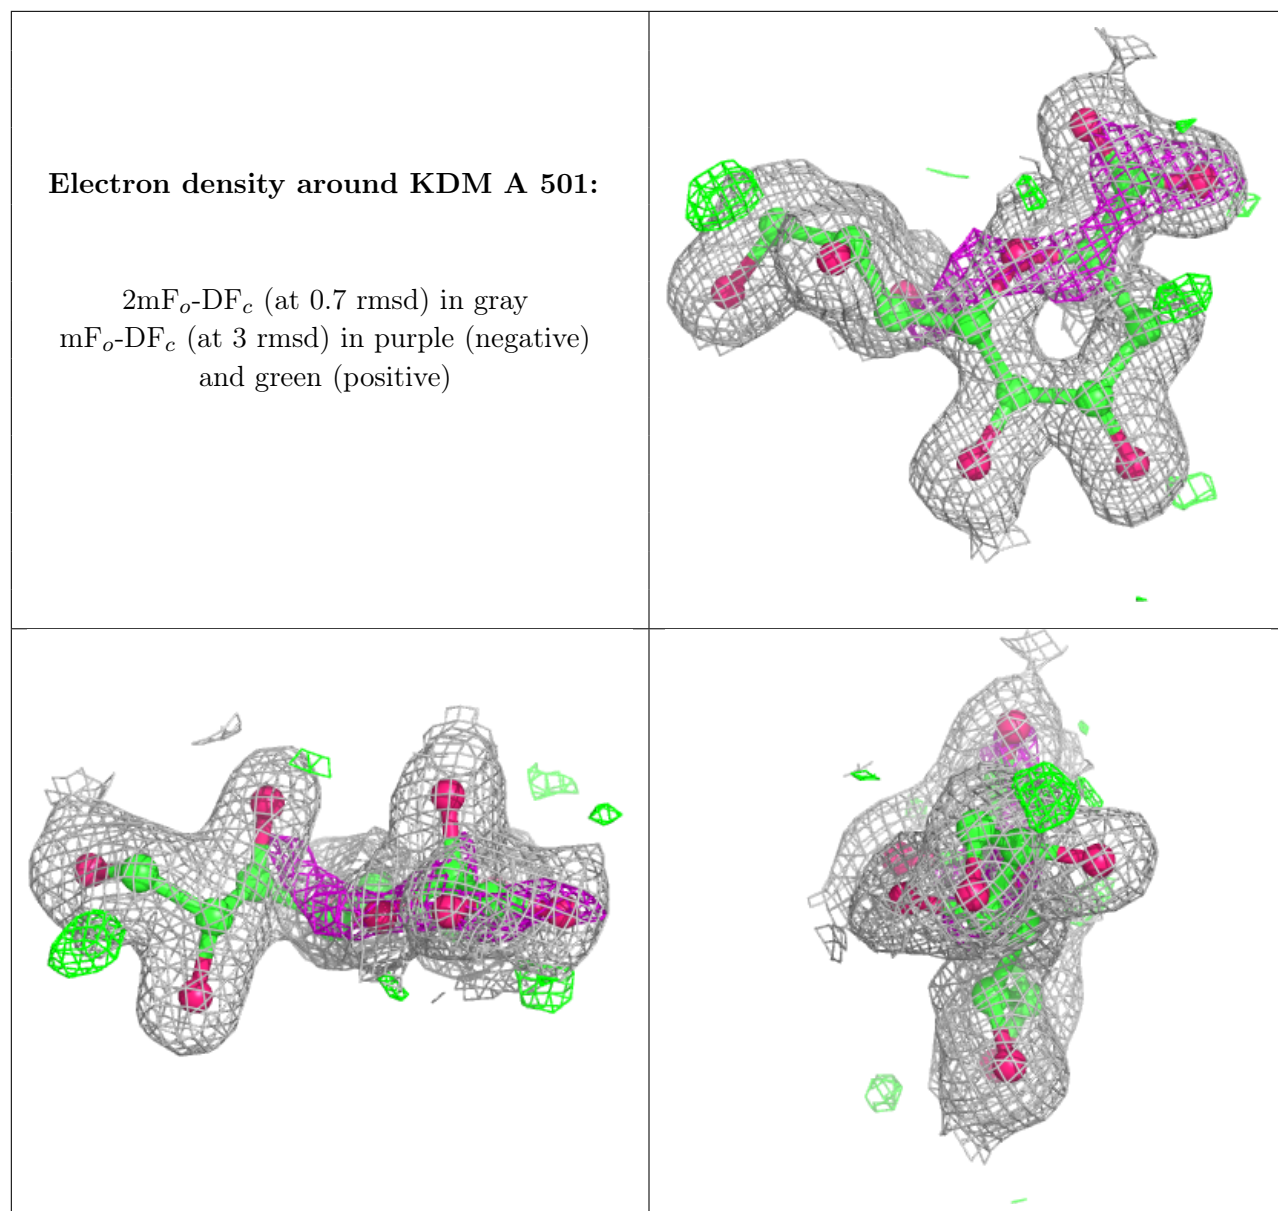 Electron density around KDM A 501:
2mFₒ-DF𝒸 (at 0.7 rmsd) in gray
mFₒ-DF𝒸 (at 3 rmsd) in purple (negative)
and green (positive)